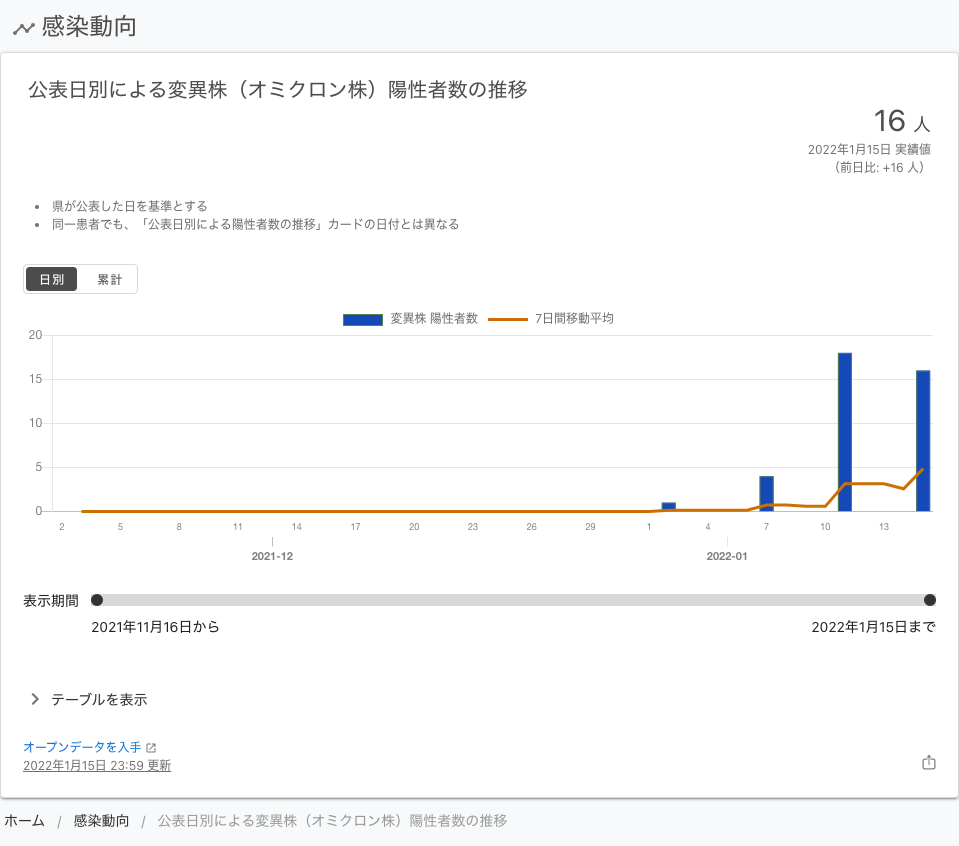 感染動向
公表日別による変異株（オミクロン株）陽性者数の推移
16 人
2022年1月15日 実績値
（前日比: +16 人）
県が公表した日を基準とする
同一患者でも、「公表日別による陽性者数の推移」カードの日付とは異なる
日別 累計
変異株 陽性者数 7日間移動平均
20
15
10
5
0
2 5 8 11 14 17 20 23 26 29 1 4 7 10 13
2021-12 2022-01
表示期間
2021年11月16日から 2022年1月15日まで
テーブルを表示
オープンデータを入手
2022年1月15日 23:59 更新
ホーム / 感染動向 / 公表日別による変異株（オミクロン株）陽性者数の推移